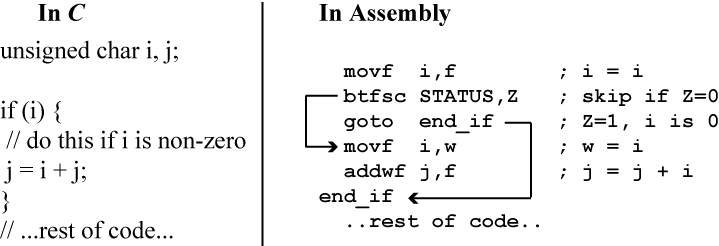 In C
unsigned char i, j;
if (i) {
// do this if i is non-zero
j = i + j;
}
// ...rest of code...
In Assembly
movf i,f ; i = i
btfsc STATUS,Z ; skip if Z=0
goto end_if ; Z=1, i is 0
movf i,w ; w = i
addwf j,f ; j = j + i
end_if
..rest of code..